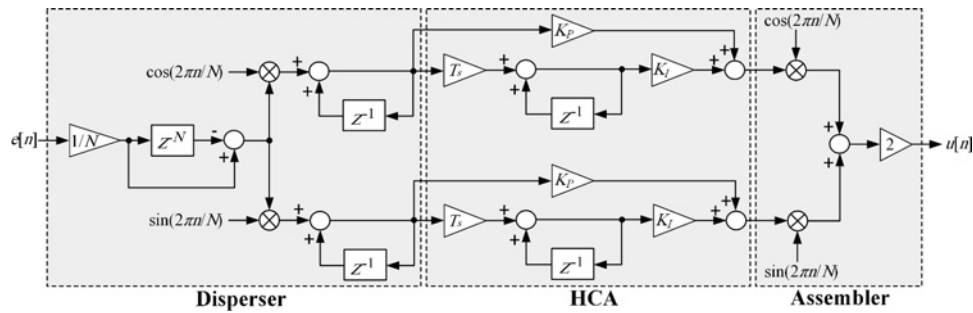 cos(2πn/N)
K_P
cos(2πn/N)
+
+
+
T_s
+
+
K_I
+
Z^-1
Z^-1
e[n]
1/N
Z^-N
-
+
+
+
2
u[n]
K_P
+
sin(2πn/N)
+
+
T_s
+
+
K_I
+
Z^-1
Z^-1
sin(2πn/N)
Disperser
HCA
Assembler